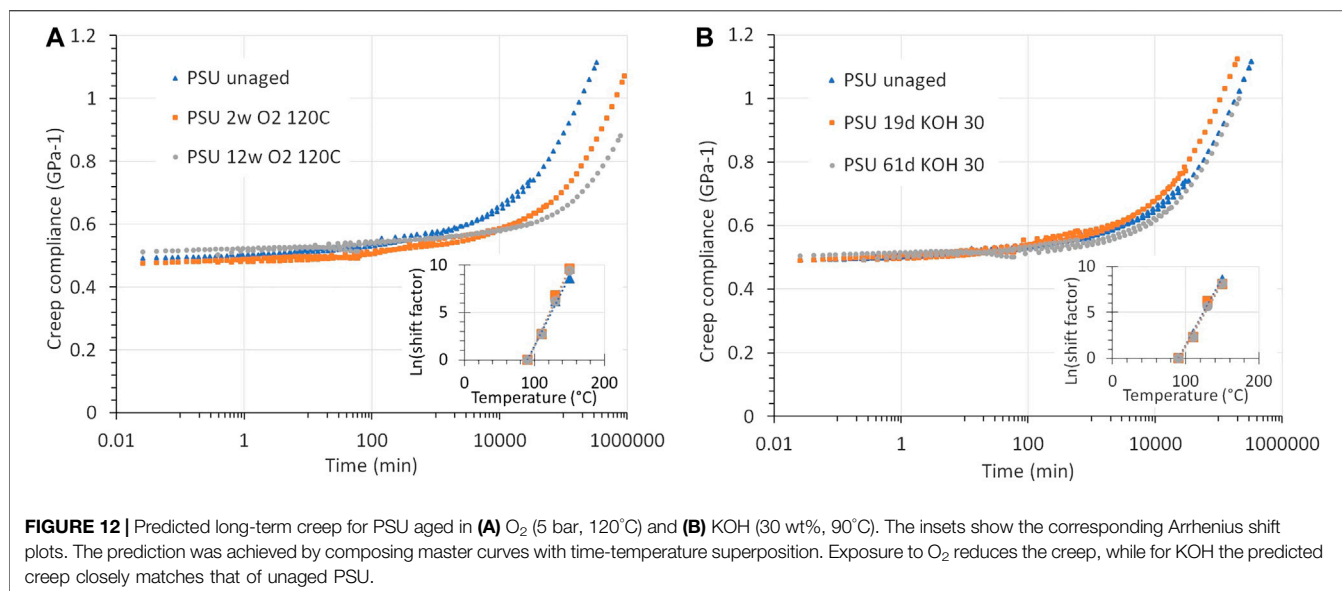 A
1.2
1
0.8
0.6
0.4
0.2
0
Creep compliance (GPa-1)
PSU unaged
PSU 2w O2 120C
PSU 12w O2 120C
10
5
0
Ln(shift factor)
0 100 200
Temperature (°C)
0.01 1 100 10000 1000000
Time (min)
B
1.2
1
0.8
0.6
0.4
0.2
0
Creep compliance (GPa-1)
PSU unaged
PSU 19d KOH 30
PSU 61d KOH 30
10
5
0
Ln(shift factor)
0 100 200
Temperature (°C)
0.01 1 100 10000 1000000
Time (min)
FIGURE 12 | Predicted long-term creep for PSU aged in (A) O₂ (5 bar, 120°C) and (B) KOH (30 wt%, 90°C). The insets show the corresponding Arrhenius shift
plots. The prediction was achieved by composing master curves with time-temperature superposition. Exposure to O₂ reduces the creep, while for KOH the predicted
creep closely matches that of unaged PSU.